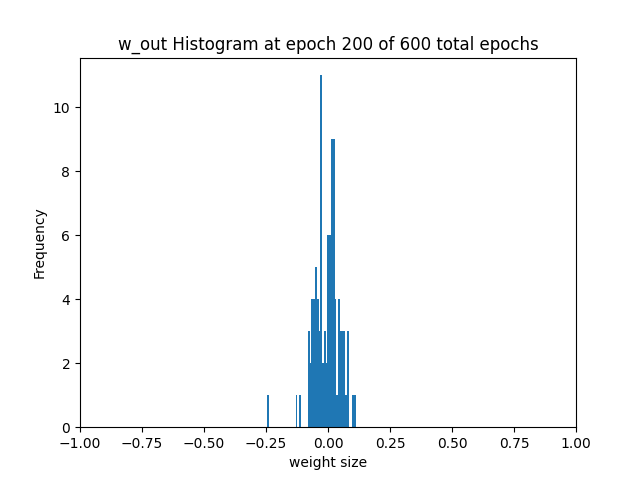 w_out Histogram at epoch 200 of 600 total epochs
10
8
6
4
2
0
Frequency
−1.00 −0.75 −0.50 −0.25 0.00 0.25 0.50 0.75 1.00
weight size